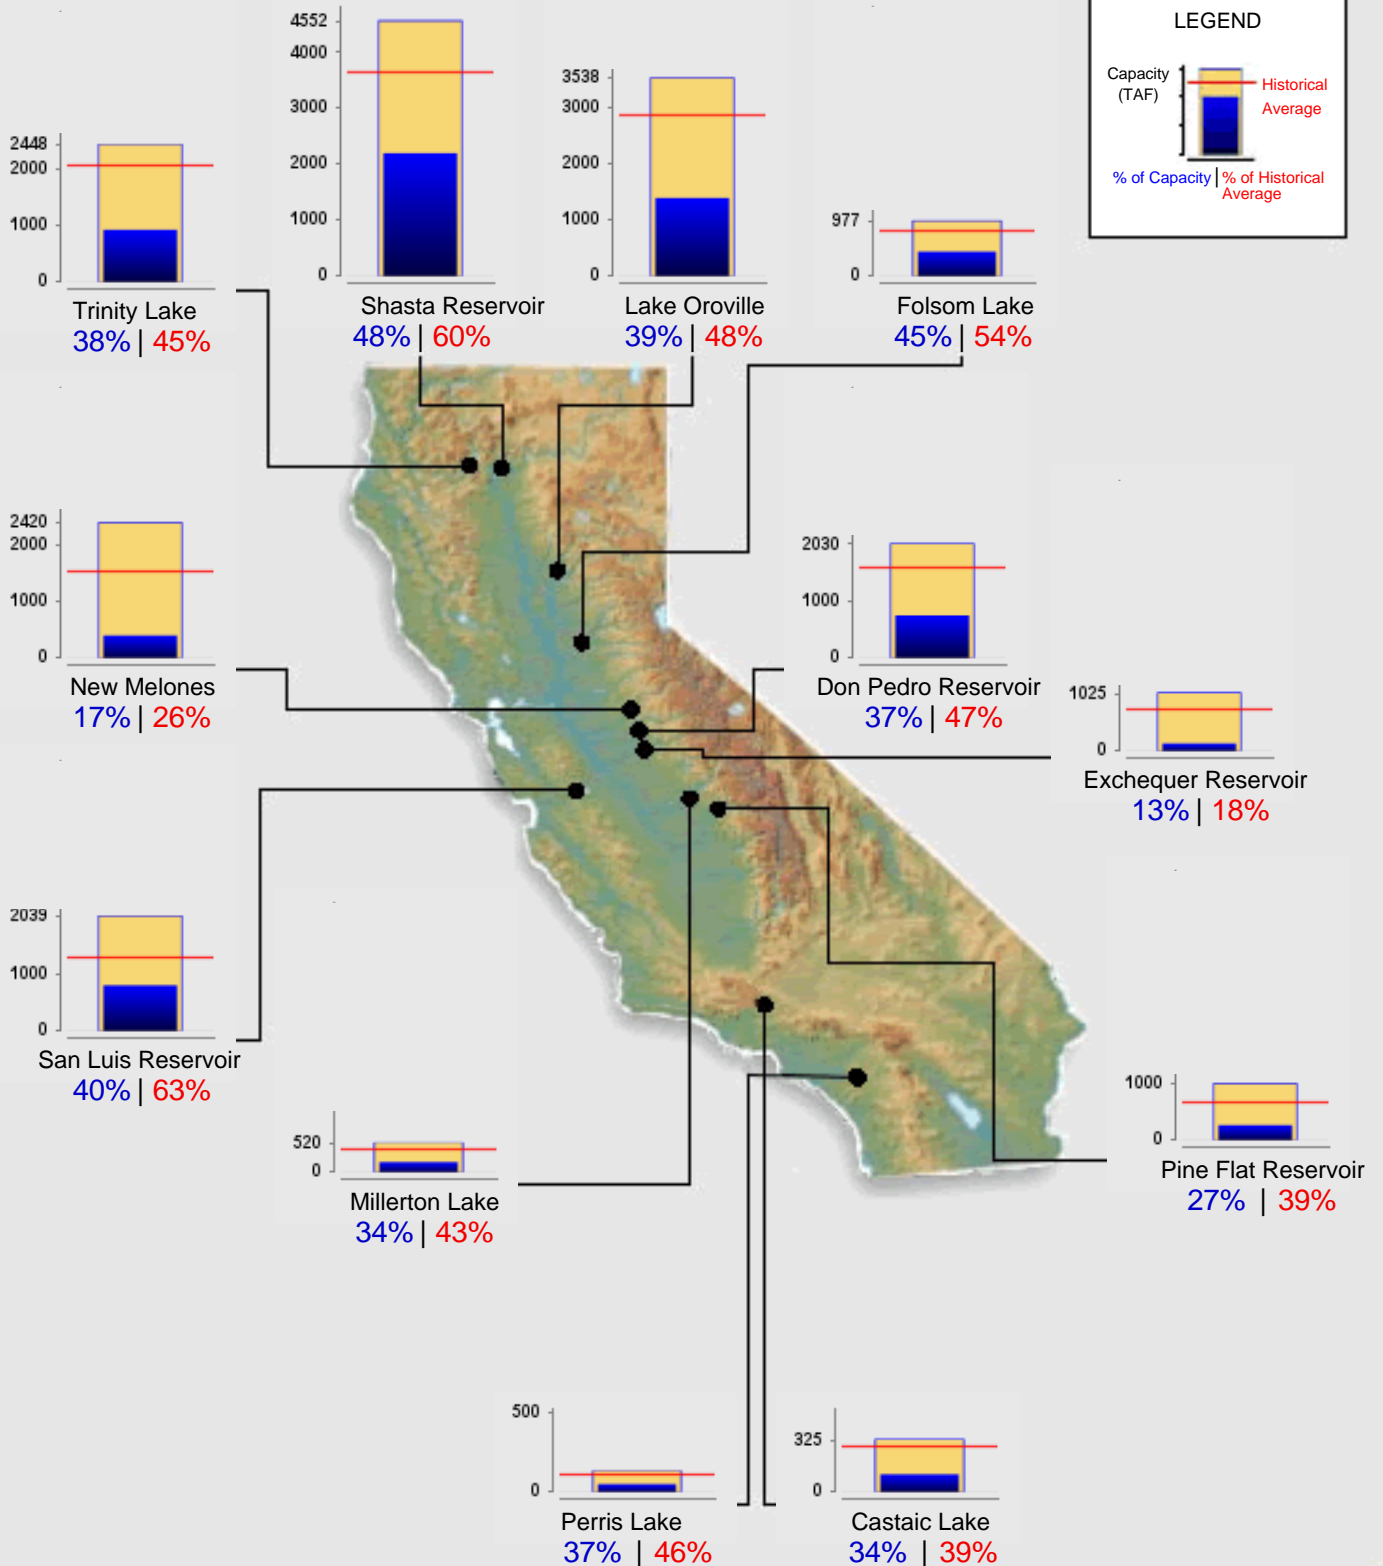 LEGEND
Capacity
(TAF)
Historical
Average
% of Capacity | % of Historical
Average
4552
4000
3000
2000
1000
0
Shasta Reservoir
48% | 60%
3538
3000
2000
1000
0
Lake Oroville
39% | 48%
2448
2000
1000
0
Trinity Lake
38% | 45%
977
0
Folsom Lake
45% | 54%
2420
2000
1000
0
New Melones
17% | 26%
2030
1000
0
Don Pedro Reservoir
37% | 47%
1025
0
Exchequer Reservoir
13% | 18%
2039
1000
0
San Luis Reservoir
40% | 63%
520
0
Millerton Lake
34% | 43%
1000
0
Pine Flat Reservoir
27% | 39%
500
0
Perris Lake
37% | 46%
325
0
Castaic Lake
34% | 39%